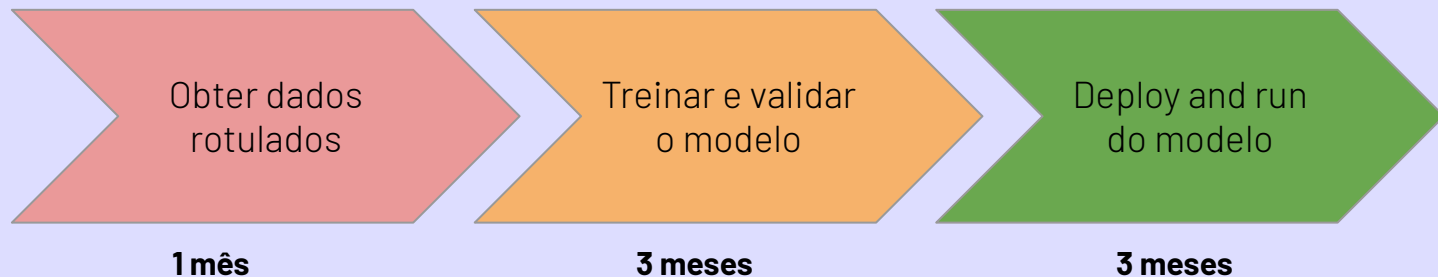 Obter dados
rotulados
Treinar e validar
o modelo
Deploy and run
do modelo
1 mês
3 meses
3 meses